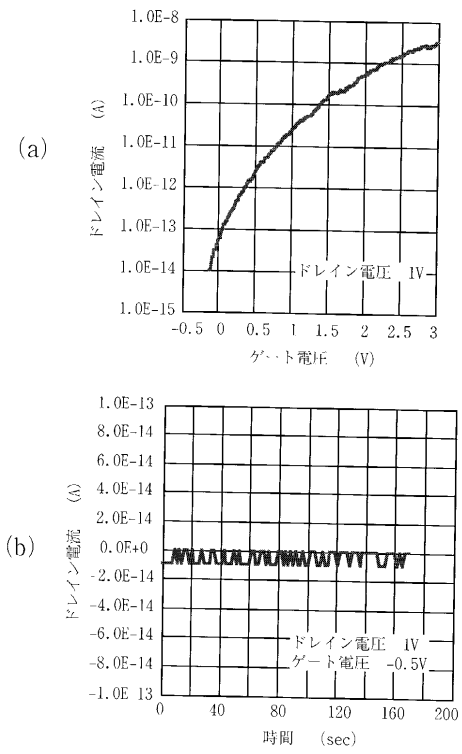 (a)
ドレイン電流 (A)
1.0E-8
1.0E-9
1.0E-10
1.0E-11
1.0E-12
1.0E-13
1.0E-14
1.0E-15
ドレイン電圧 1V
-0.5 0 0.5 1 1.5 2 2.5 3
ゲート電圧 (V)
(b)
ドレイン電流 (A)
1.0E-13
8.0E-14
6.0E-14
4.0E-14
2.0E-14
0.0E+0
-2.0E-14
-4.0E-14
-6.0E-14
-8.0E-14
-1.0E 13
ドレイン電圧 1V
ゲート電圧 -0.5V
0 40 80 120 160 200
時間 (sec)